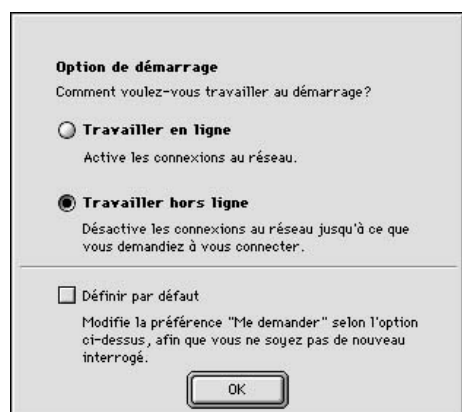 Option de démarrage
Comment voulez-vous travailler au démarrage?
Travailler en ligne
Active les connexions au réseau.
Travailler hors ligne
Désactive les connexions au réseau jusqu'à ce que
vous demandiez à vous connecter.
Définir par défaut
Modifie la préférence "Me demander" selon l'option
ci-dessus, afin que vous ne soyez pas de nouveau
interrogé.
OK